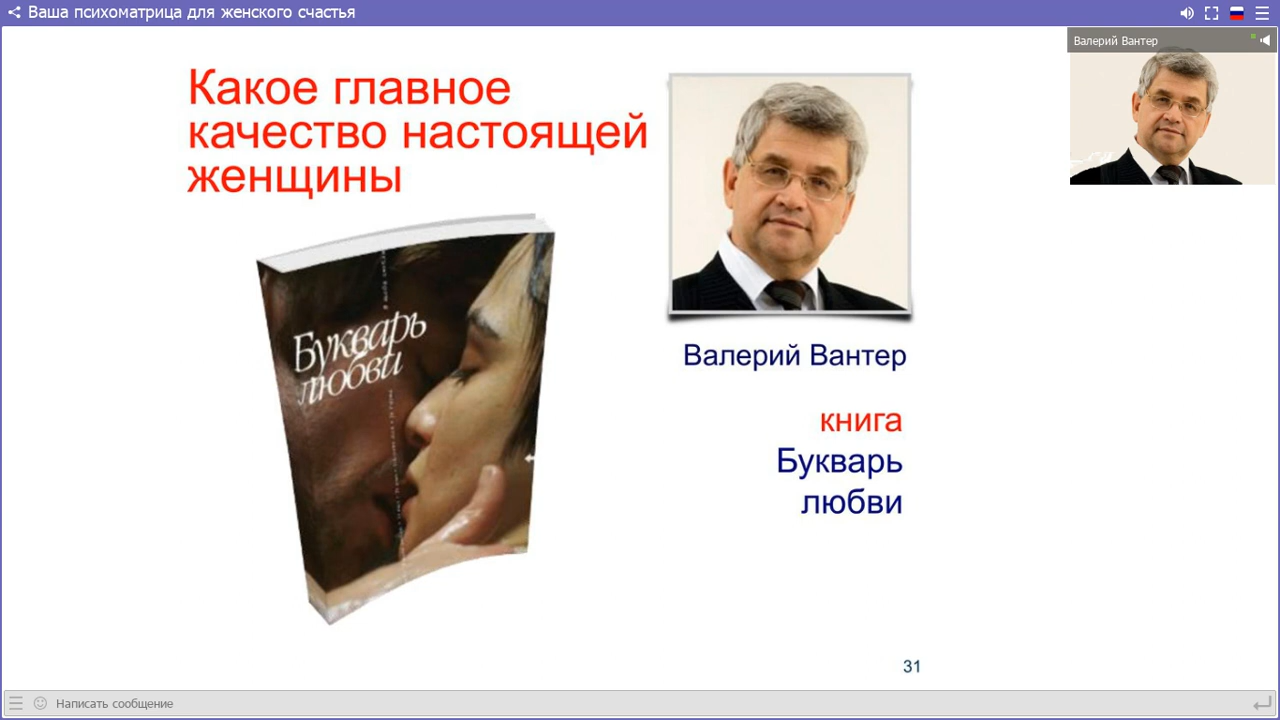 Ваша психоматрица для женского счастья
Валерий Вантер
Какое главное
качество настоящей
женщины
Букварь
любви
Валерий Вантер
книга
Букварь
любви
31
Написать сообщение